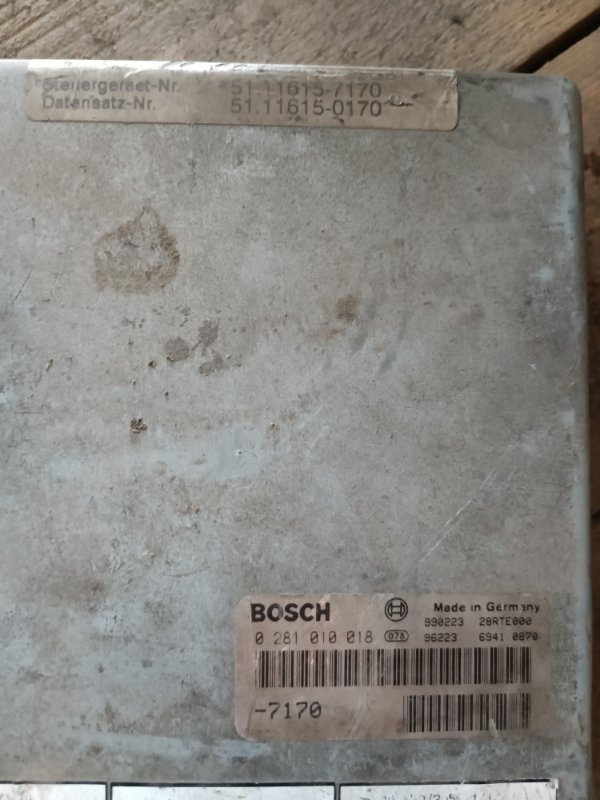 Steuergeraet-Nr. 51.11615-7170
Datensatz-Nr. 51.11615-0170
BOSCH Made in Germany
990223 28RTE000
0 281 010 018 078 96223 6941 0870
-7170